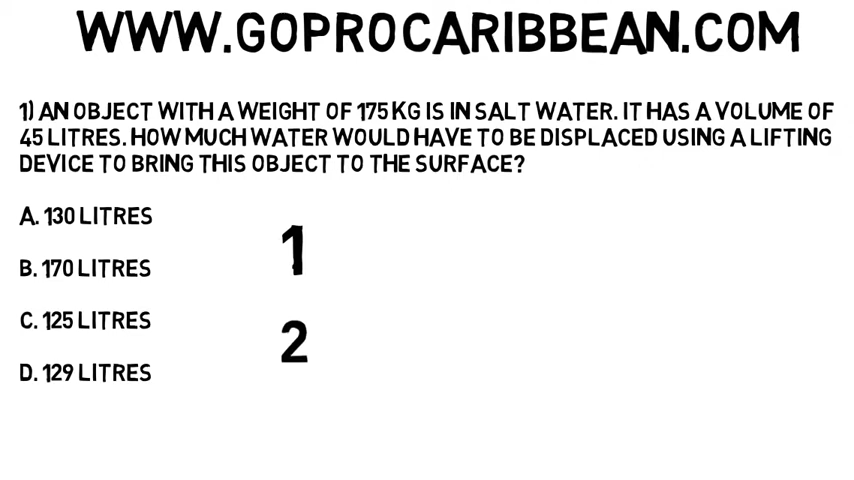 WWW.GOPROCARIBBEAN.COM
1) AN OBJECT WITH A WEIGHT OF 175 KG IS IN SALT WATER. IT HAS A VOLUME OF
45 LITRES. HOW MUCH WATER WOULD HAVE TO BE DISPLACED USING A LIFTING
DEVICE TO BRING THIS OBJECT TO THE SURFACE?
A. 130 LITRES
1
B. 170 LITRES
C. 125 LITRES
2
D. 129 LITRES